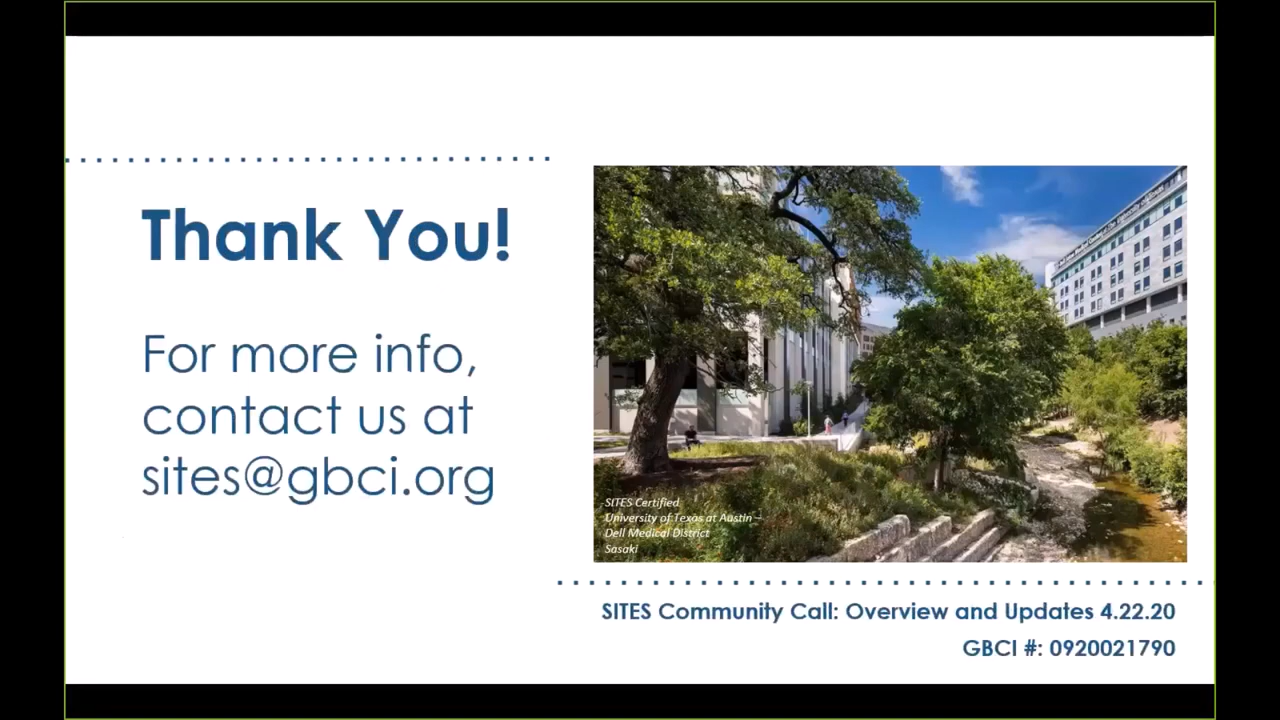 Thank You!
For more info,
contact us at
sites@gbci.org
SITES Certified
University of Texas at Austin –
Dell Medical District
Sasaki
SITES Community Call: Overview and Updates 4.22.20
GBCI #: 0920021790